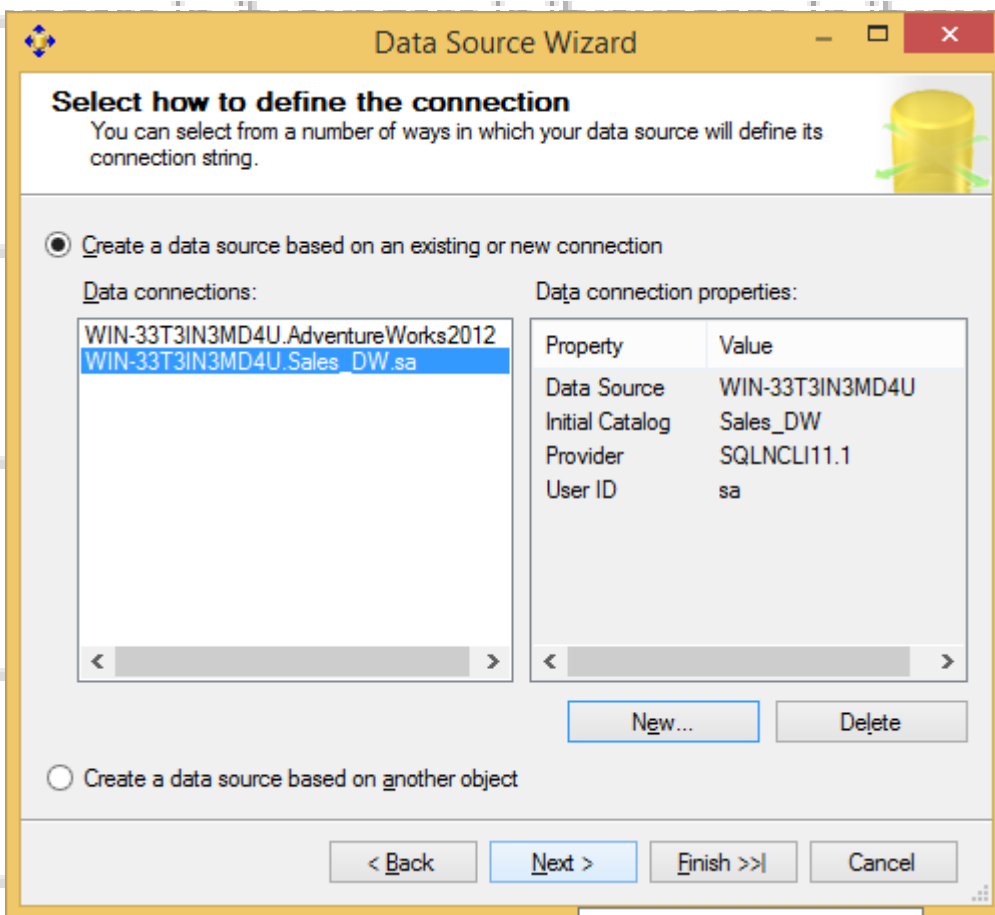 Data Source Wizard
Select how to define the connection
You can select from a number of ways in which your data source will define its
connection string.
Create a data source based on an existing or new connection
Data connections:
Data connection properties:
WIN-33T3IN3MD4U.AdventureWorks2012
WIN-33T3IN3MD4U.Sales_DW.sa
Property Value
Data Source WIN-33T3IN3MD4U
Initial Catalog Sales_DW
Provider SQLNCLI11.1
User ID sa
New...
Delete
Create a data source based on another object
< Back
Next >
Finish >>|
Cancel